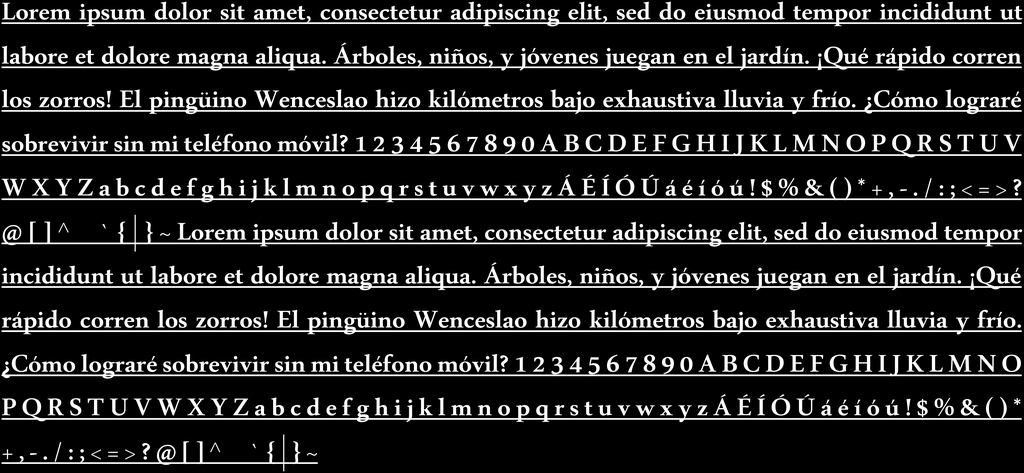 Lorem ipsum dolor sit amet, consectetur adipiscing elit, sed do eiusmod tempor incididunt ut
labore et dolore magna aliqua. Árboles, niños, y jóvenes juegan en el jardín. ¡Qué rápido corren
los zorros! El pingüino Wenceslao hizo kilómetros bajo exhaustiva lluvia y frío. ¿Cómo lograré
sobrevivir sin mi teléfono móvil? 1 2 3 4 5 6 7 8 9 0 A B C D E F G H I J K L M N O P Q R S T U V
W X Y Z a b c d e f g h i j k l m n o p q r s t u v w x y z Á É Í Ó Ú á é í ó ú ! $ % & ( ) * + , - . / : ; < = > ?
@ [ ] ^ _ ` { | } ~ Lorem ipsum dolor sit amet, consectetur adipiscing elit, sed do eiusmod tempor
incididunt ut labore et dolore magna aliqua. Árboles, niños, y jóvenes juegan en el jardín. ¡Qué
rápido corren los zorros! El pingüino Wenceslao hizo kilómetros bajo exhaustiva lluvia y frío.
¿Cómo lograré sobrevivir sin mi teléfono móvil? 1 2 3 4 5 6 7 8 9 0 A B C D E F G H I J K L M N O
P Q R S T U V W X Y Z a b c d e f g h i j k l m n o p q r s t u v w x y z Á É Í Ó Ú á é í ó ú ! $ % & ( ) *
+ , - . / : ; < = > ? @ [ ] ^ _ ` { | } ~